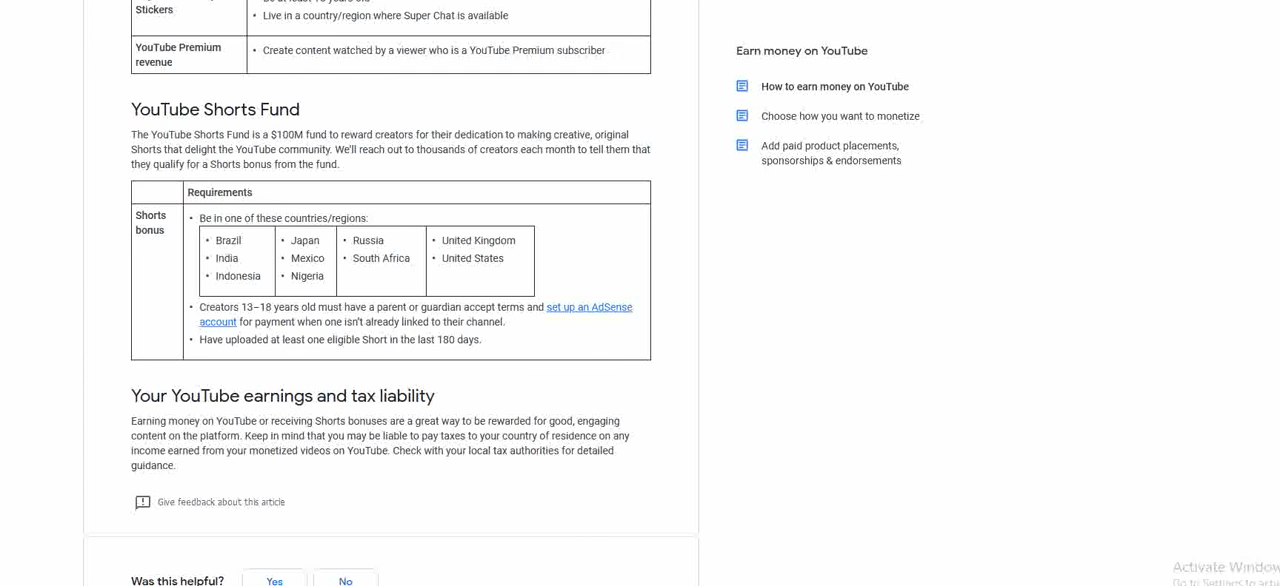 Stickers
• Live in a country/region where Super Chat is available
YouTube Premium
revenue
• Create content watched by a viewer who is a YouTube Premium subscriber
YouTube Shorts Fund
The YouTube Shorts Fund is a $100M fund to reward creators for their dedication to making creative, original
Shorts that delight the YouTube community. We'll reach out to thousands of creators each month to tell them that
they qualify for a Shorts bonus from the fund.
Requirements
Shorts
bonus
• Be in one of these countries/regions:
• Brazil
• India
• Indonesia
• Japan
• Mexico
• Nigeria
• Russia
• South Africa
• United Kingdom
• United States
• Creators 13–18 years old must have a parent or guardian accept terms and set up an AdSense
account for payment when one isn't already linked to their channel.
• Have uploaded at least one eligible Short in the last 180 days.
Your YouTube earnings and tax liability
Earning money on YouTube or receiving Shorts bonuses are a great way to be rewarded for good, engaging
content on the platform. Keep in mind that you may be liable to pay taxes to your country of residence on any
income earned from your monetized videos on YouTube. Check with your local tax authorities for detailed
guidance.
Give feedback about this article
Was this helpful?
Yes
No
Earn money on YouTube
How to earn money on YouTube
Choose how you want to monetize
Add paid product placements,
sponsorships & endorsements
Activate Window
Go to Settings to